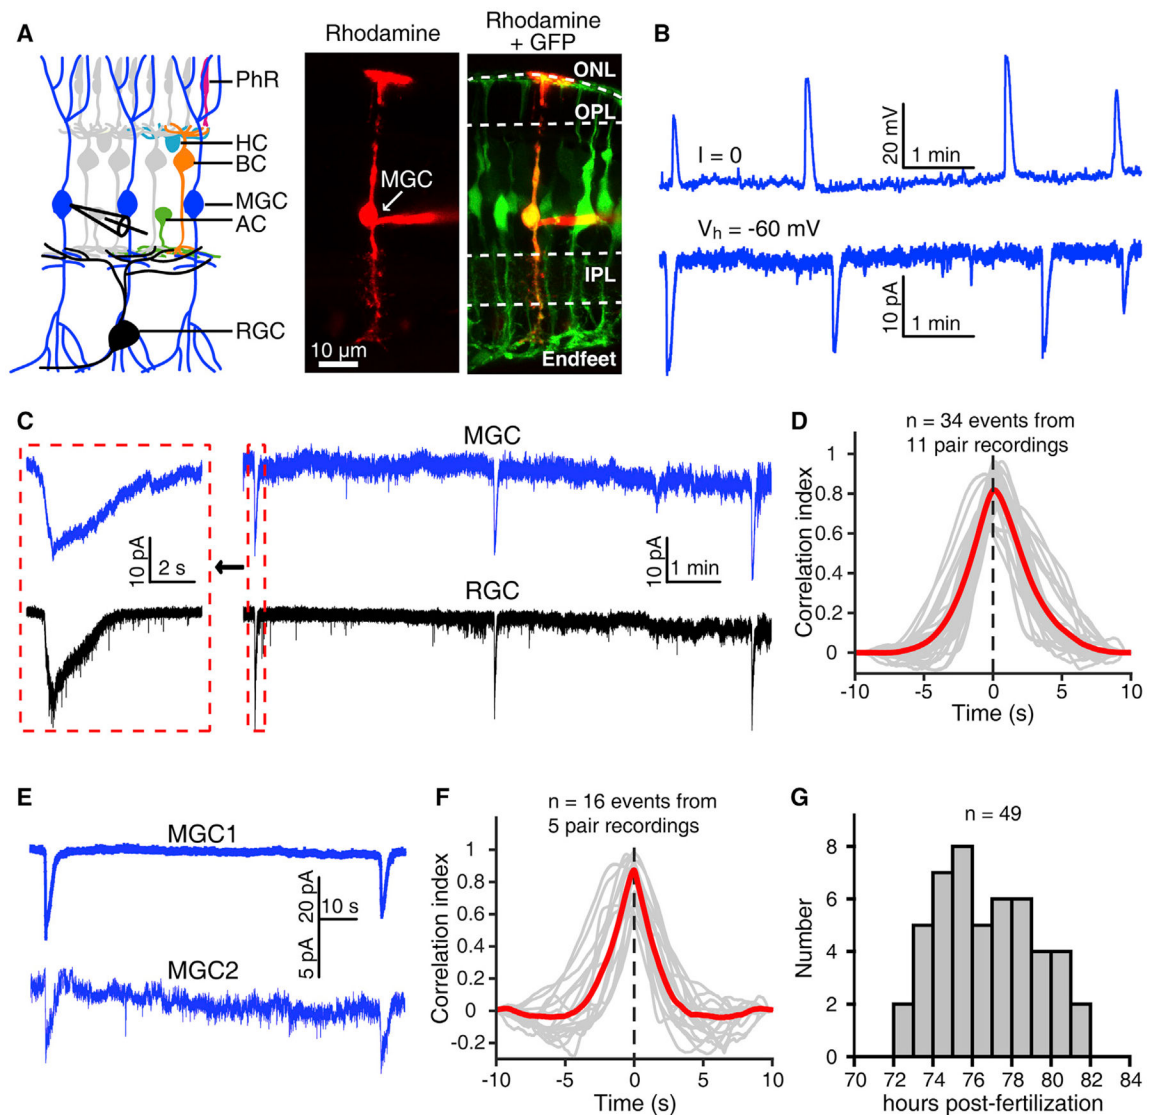 A
PhR
HC
BC
MGC
AC
RGC
Rhodamine
MGC
10 µm
Rhodamine
+ GFP
ONL
OPL
IPL
Endfeet
B
I = 0
20 mV
1 min
Vh = -60 mV
10 pA
1 min
C
MGC
10 pA
2 s
10 pA
1 min
RGC
D
n = 34 events from
11 pair recordings
Correlation index
1
0.8
0.6
0.4
0.2
0
-10
-5
0
5
10
Time (s)
E
MGC1
20 pA
10 s
5 pA
MGC2
F
n = 16 events from
5 pair recordings
Correlation index
1
0.8
0.6
0.4
0.2
0
-0.2
-10
-5
0
5
10
Time (s)
G
n = 49
Number
8
6
4
2
0
70
72
74
76
78
80
82
84
hours post-fertilization